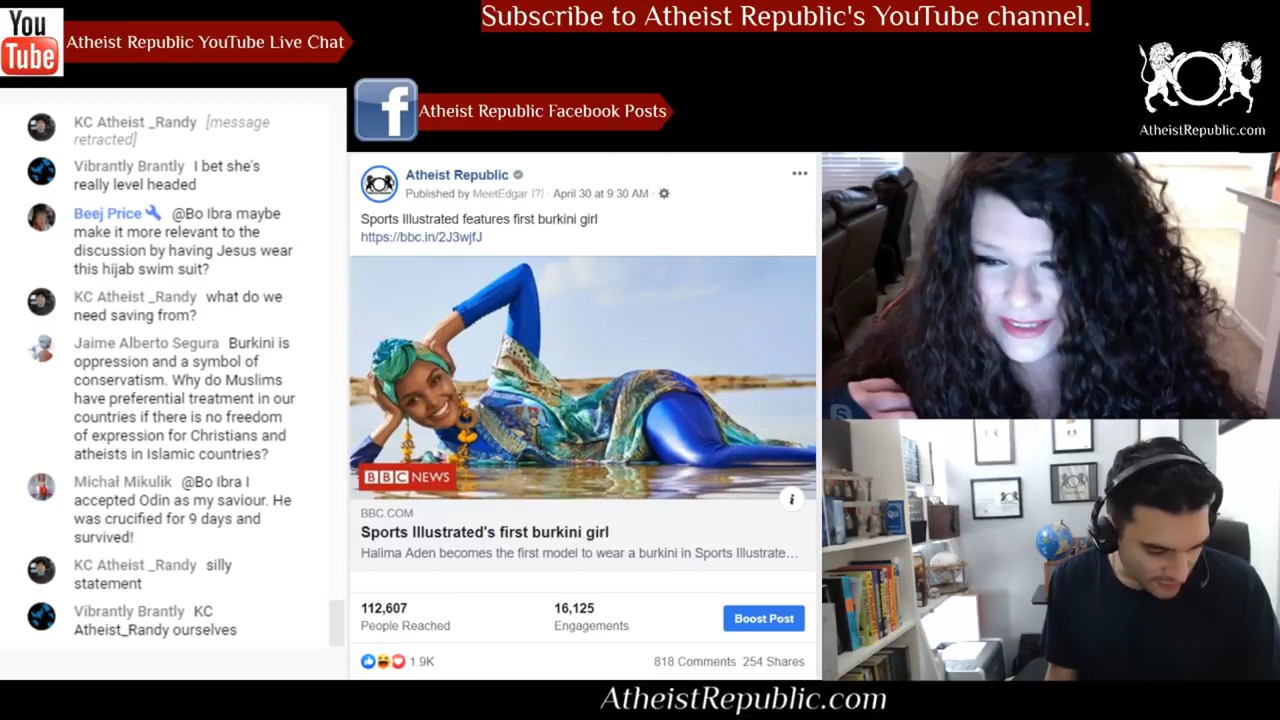 You
Tube
Atheist Republic YouTube Live Chat
Subscribe to Atheist Republic's YouTube channel.
AtheistRepublic.com
Atheist Republic Facebook Posts
KC Atheist _Randy [message
retracted]
Vibrantly Brantly I bet she's
really level headed
Beej Price @Bo Ibra maybe
make it more relevant to the
discussion by having Jesus wear
this hijab swim suit?
KC Atheist _Randy what do we
need saving from?
Jaime Alberto Segura Burkini is
oppression and a symbol of
conservatism. Why do Muslims
have preferential treatment in our
countries if there is no freedom
of expression for Christians and
atheists in Islamic countries?
Michał Mikulik @Bo Ibra I
accepted Odin as my saviour. He
was crucified for 9 days and
survived!
KC Atheist _Randy silly
statement
Vibrantly Brantly KC
Atheist_Randy ourselves
Atheist Republic
Published by MeetEdgar [?] · April 30 at 9:30 AM ·
Sports Illustrated features first burkini girl
https://bbc.in/2J3wjfJ
BBC NEWS
BBC.COM
Sports Illustrated's first burkini girl
Halima Aden becomes the first model to wear a burkini in Sports Illustrate...
112,607
People Reached
16,125
Engagements
Boost Post
1.9K
818 Comments 254 Shares
AtheistRepublic.com